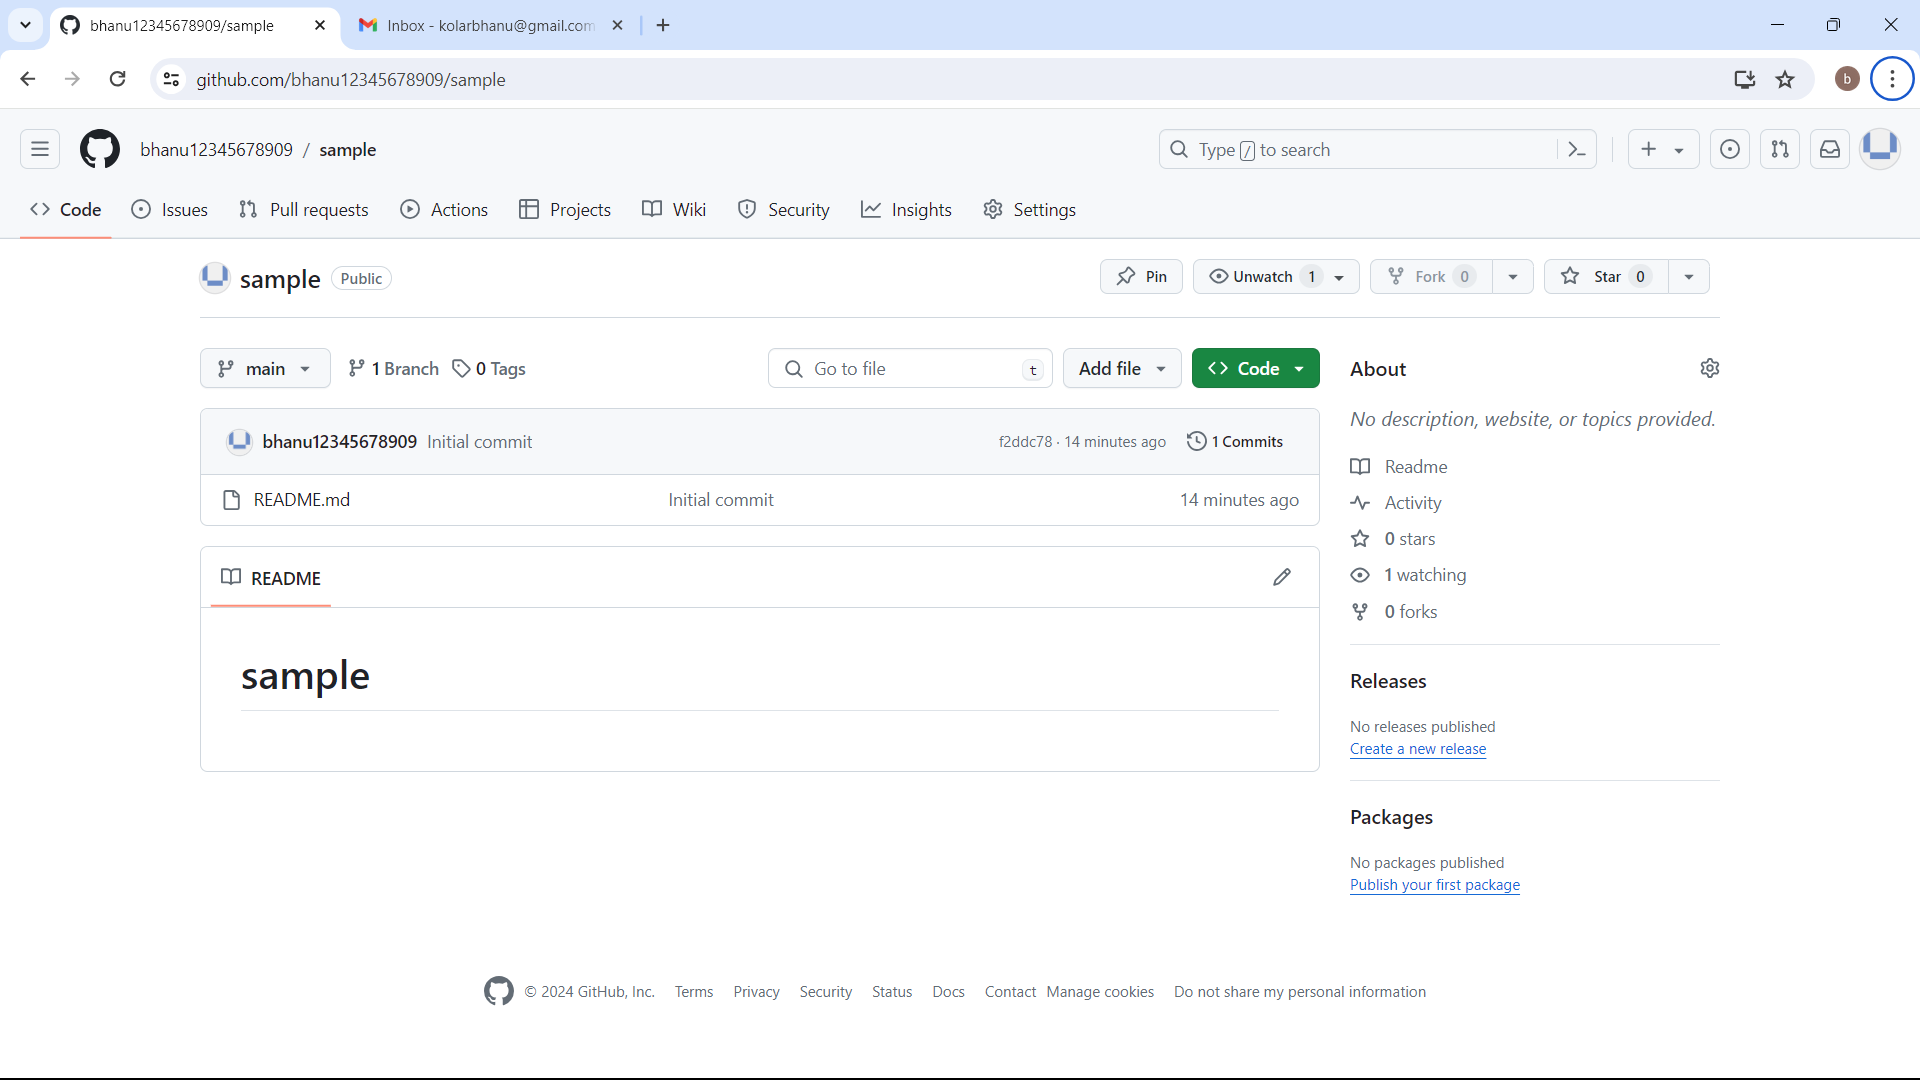 bhanu12345678909/sample
Inbox - kolarbhanu@gmail.com
github.com/bhanu12345678909/sample
b
bhanu12345678909 / sample
Type / to search
Code
Issues
Pull requests
Actions
Projects
Wiki
Security
Insights
Settings
sample Public
Pin
Unwatch 1
Fork 0
Star 0
main
1 Branch
0 Tags
Go to file t
Add file
Code
About
No description, website, or topics provided.
bhanu12345678909 Initial commit
f2ddc78 · 14 minutes ago
1 Commits
README.md
Initial commit
14 minutes ago
Readme
Activity
0 stars
1 watching
0 forks
README
sample
Releases
No releases published
Create a new release
Packages
No packages published
Publish your first package
© 2024 GitHub, Inc.
Terms
Privacy
Security
Status
Docs
Contact
Manage cookies
Do not share my personal information